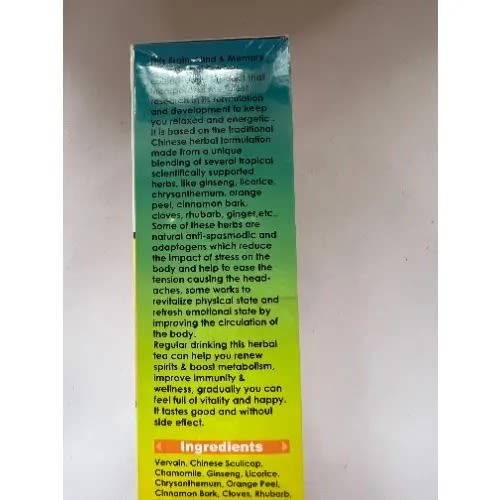 This Brain, Mind & Memory
that
research in its formulation
and development to keep
you relaxed and energetic .
It is based on the traditional
Chinese herbal formulation
made from a unique
blending of several tropical
scientifically supported
herbs, like ginseng, licorice,
chrysanthemum, orange
peel, cinnamon bark,
cloves, rhubarb, ginger,etc..
Some of these herbs are
natural anti-spasmodic and
adaptogens which reduce
the impact of stress on the
body and help to ease the
tension causing the head-
aches, some works to
revitalize physical state and
refresh emotional state by
improving the circulation of
the body.
Regular drinking this herbal
tea can help you renew
spirits & boost metabolism,
improve immunity &
wellness, gradually you can
feel full of vitality and happy.
It tastes good and without
side effect.
Ingredients
Vervain, Chinese Scullcap,
Chamomile, Ginseng, Licorice,
Chrysanthemum, Orange Peel,
Cinnamon Bark, Cloves, Rhubarb,